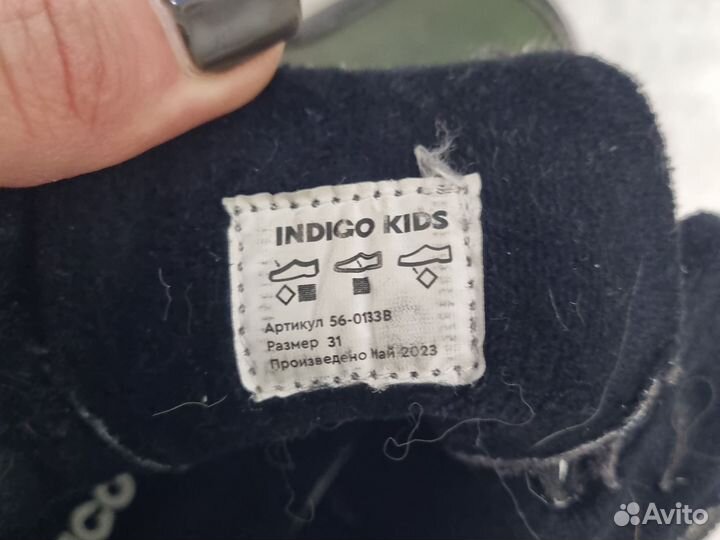 INDIGO KIDS
Артикул 56-0133B
Размер 31
Произведено Май 2023
Avito